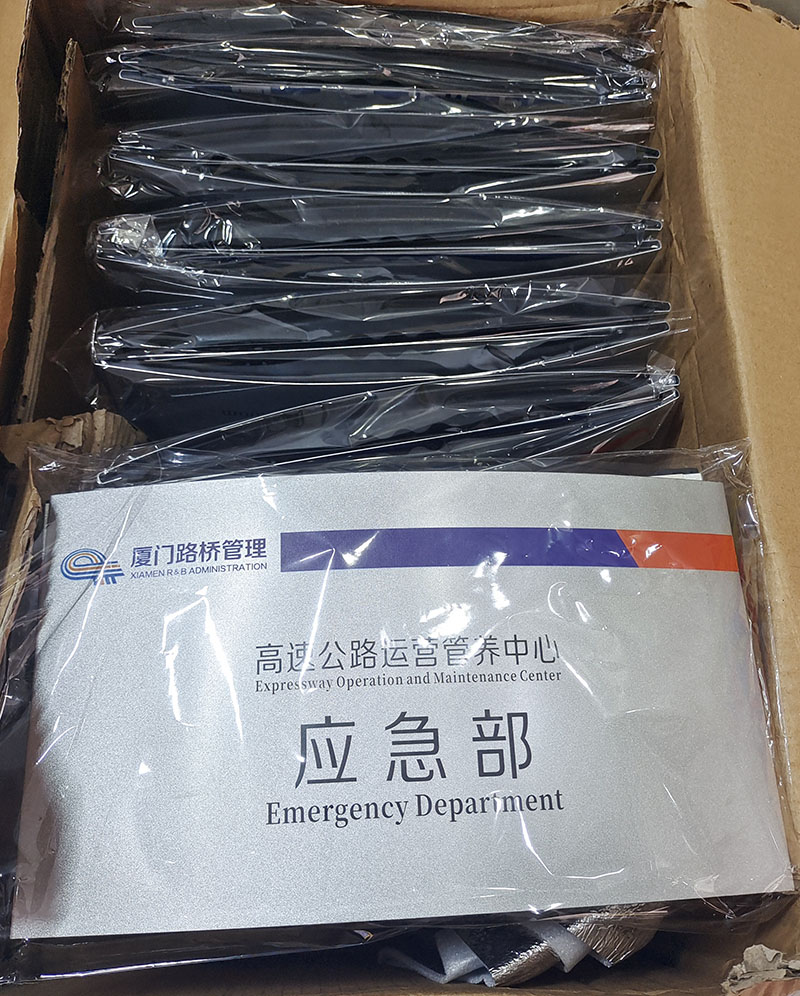 厦门路桥管理
XIAMEN R & B ADMINISTRATION
高速公路运营管养中心
Expressway Operation and Maintenance Center
应急部
Emergency Department